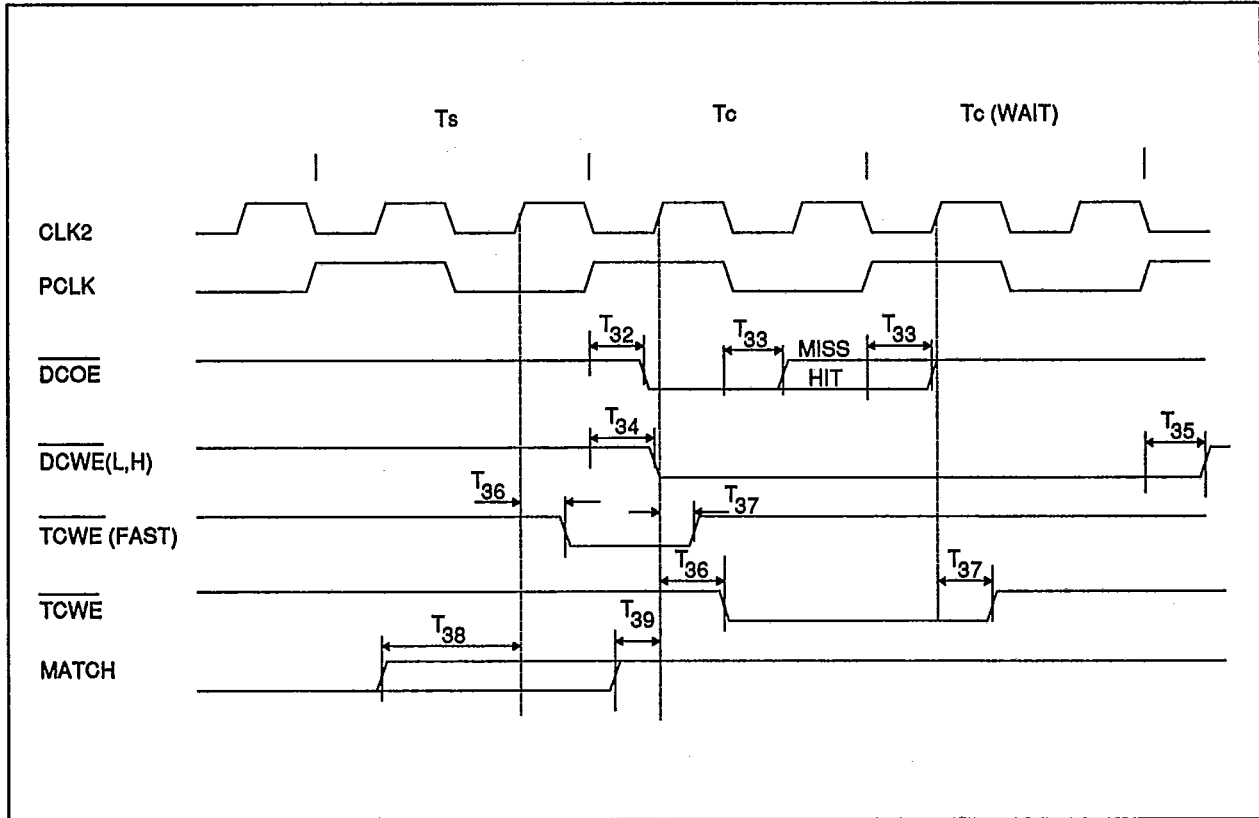 Ts Tc Tc (WAIT)
CLK2
PCLK
T32 T33 T33
MISS
DCOE
HIT
T34 T35
DCWE(L,H)
T36 T37
TCWE (FAST)
T36 T37
TCWE
T38 T39
MATCH